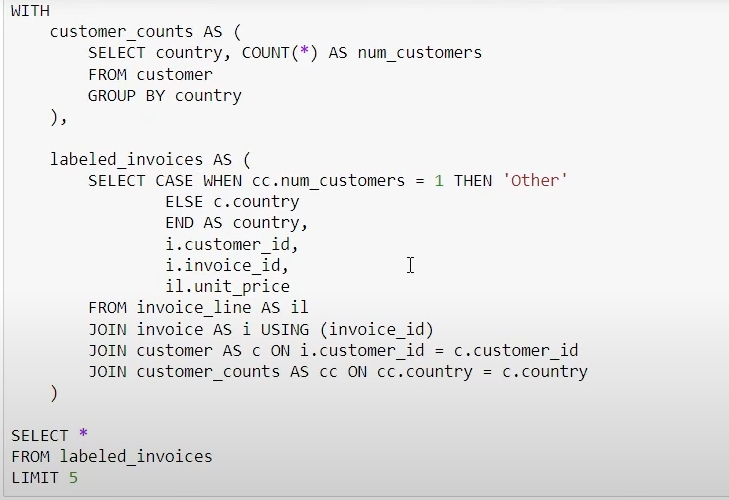 WITH
    customer_counts AS (
        SELECT country, COUNT(*) AS num_customers
        FROM customer
        GROUP BY country
    ),

    labeled_invoices AS (
        SELECT CASE WHEN cc.num_customers = 1 THEN 'Other'
                ELSE c.country
                END AS country,
                i.customer_id,
                i.invoice_id,
                il.unit_price
        FROM invoice_line AS il
        JOIN invoice AS i USING (invoice_id)
        JOIN customer AS c ON i.customer_id = c.customer_id
        JOIN customer_counts AS cc ON cc.country = c.country
    )

SELECT *
FROM labeled_invoices
LIMIT 5